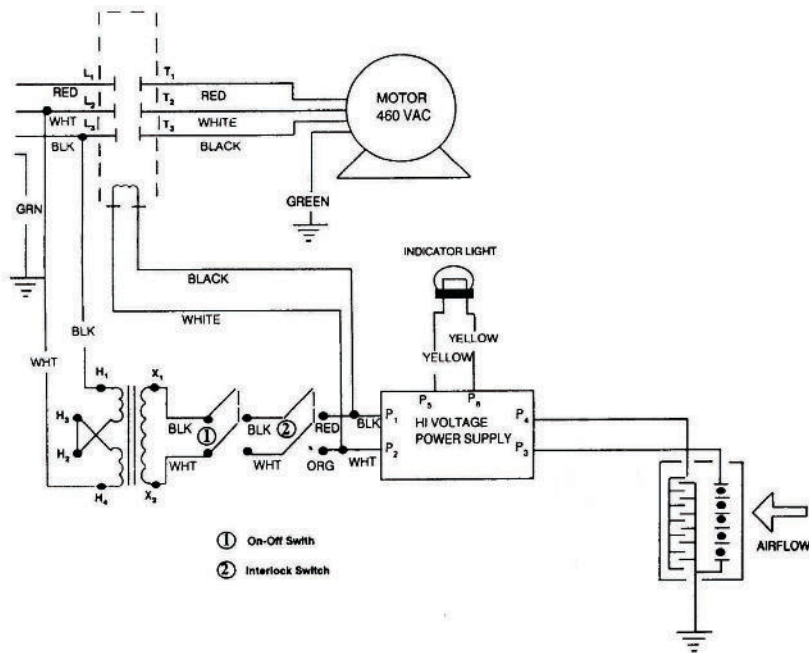 L₁ T₁
RED RED
L₂ T₂
WHT WHITE
L₃ T₃
BLK BLACK
MOTOR
460 VAC
GRN
GREEN
INDICATOR LIGHT
BLACK
WHITE
BLK
WHT
YELLOW
YELLOW
H₁ X₁
H₃
H₂
H₄ X₂
BLK ① BLK ② RED BLK
WHT WHT ORG WHT
P₅ P₆
P₁ HI VOLTAGE P₄
P₂ POWER SUPPLY P₃
AIRFLOW
① On-Off Swith
② Interlock Switch